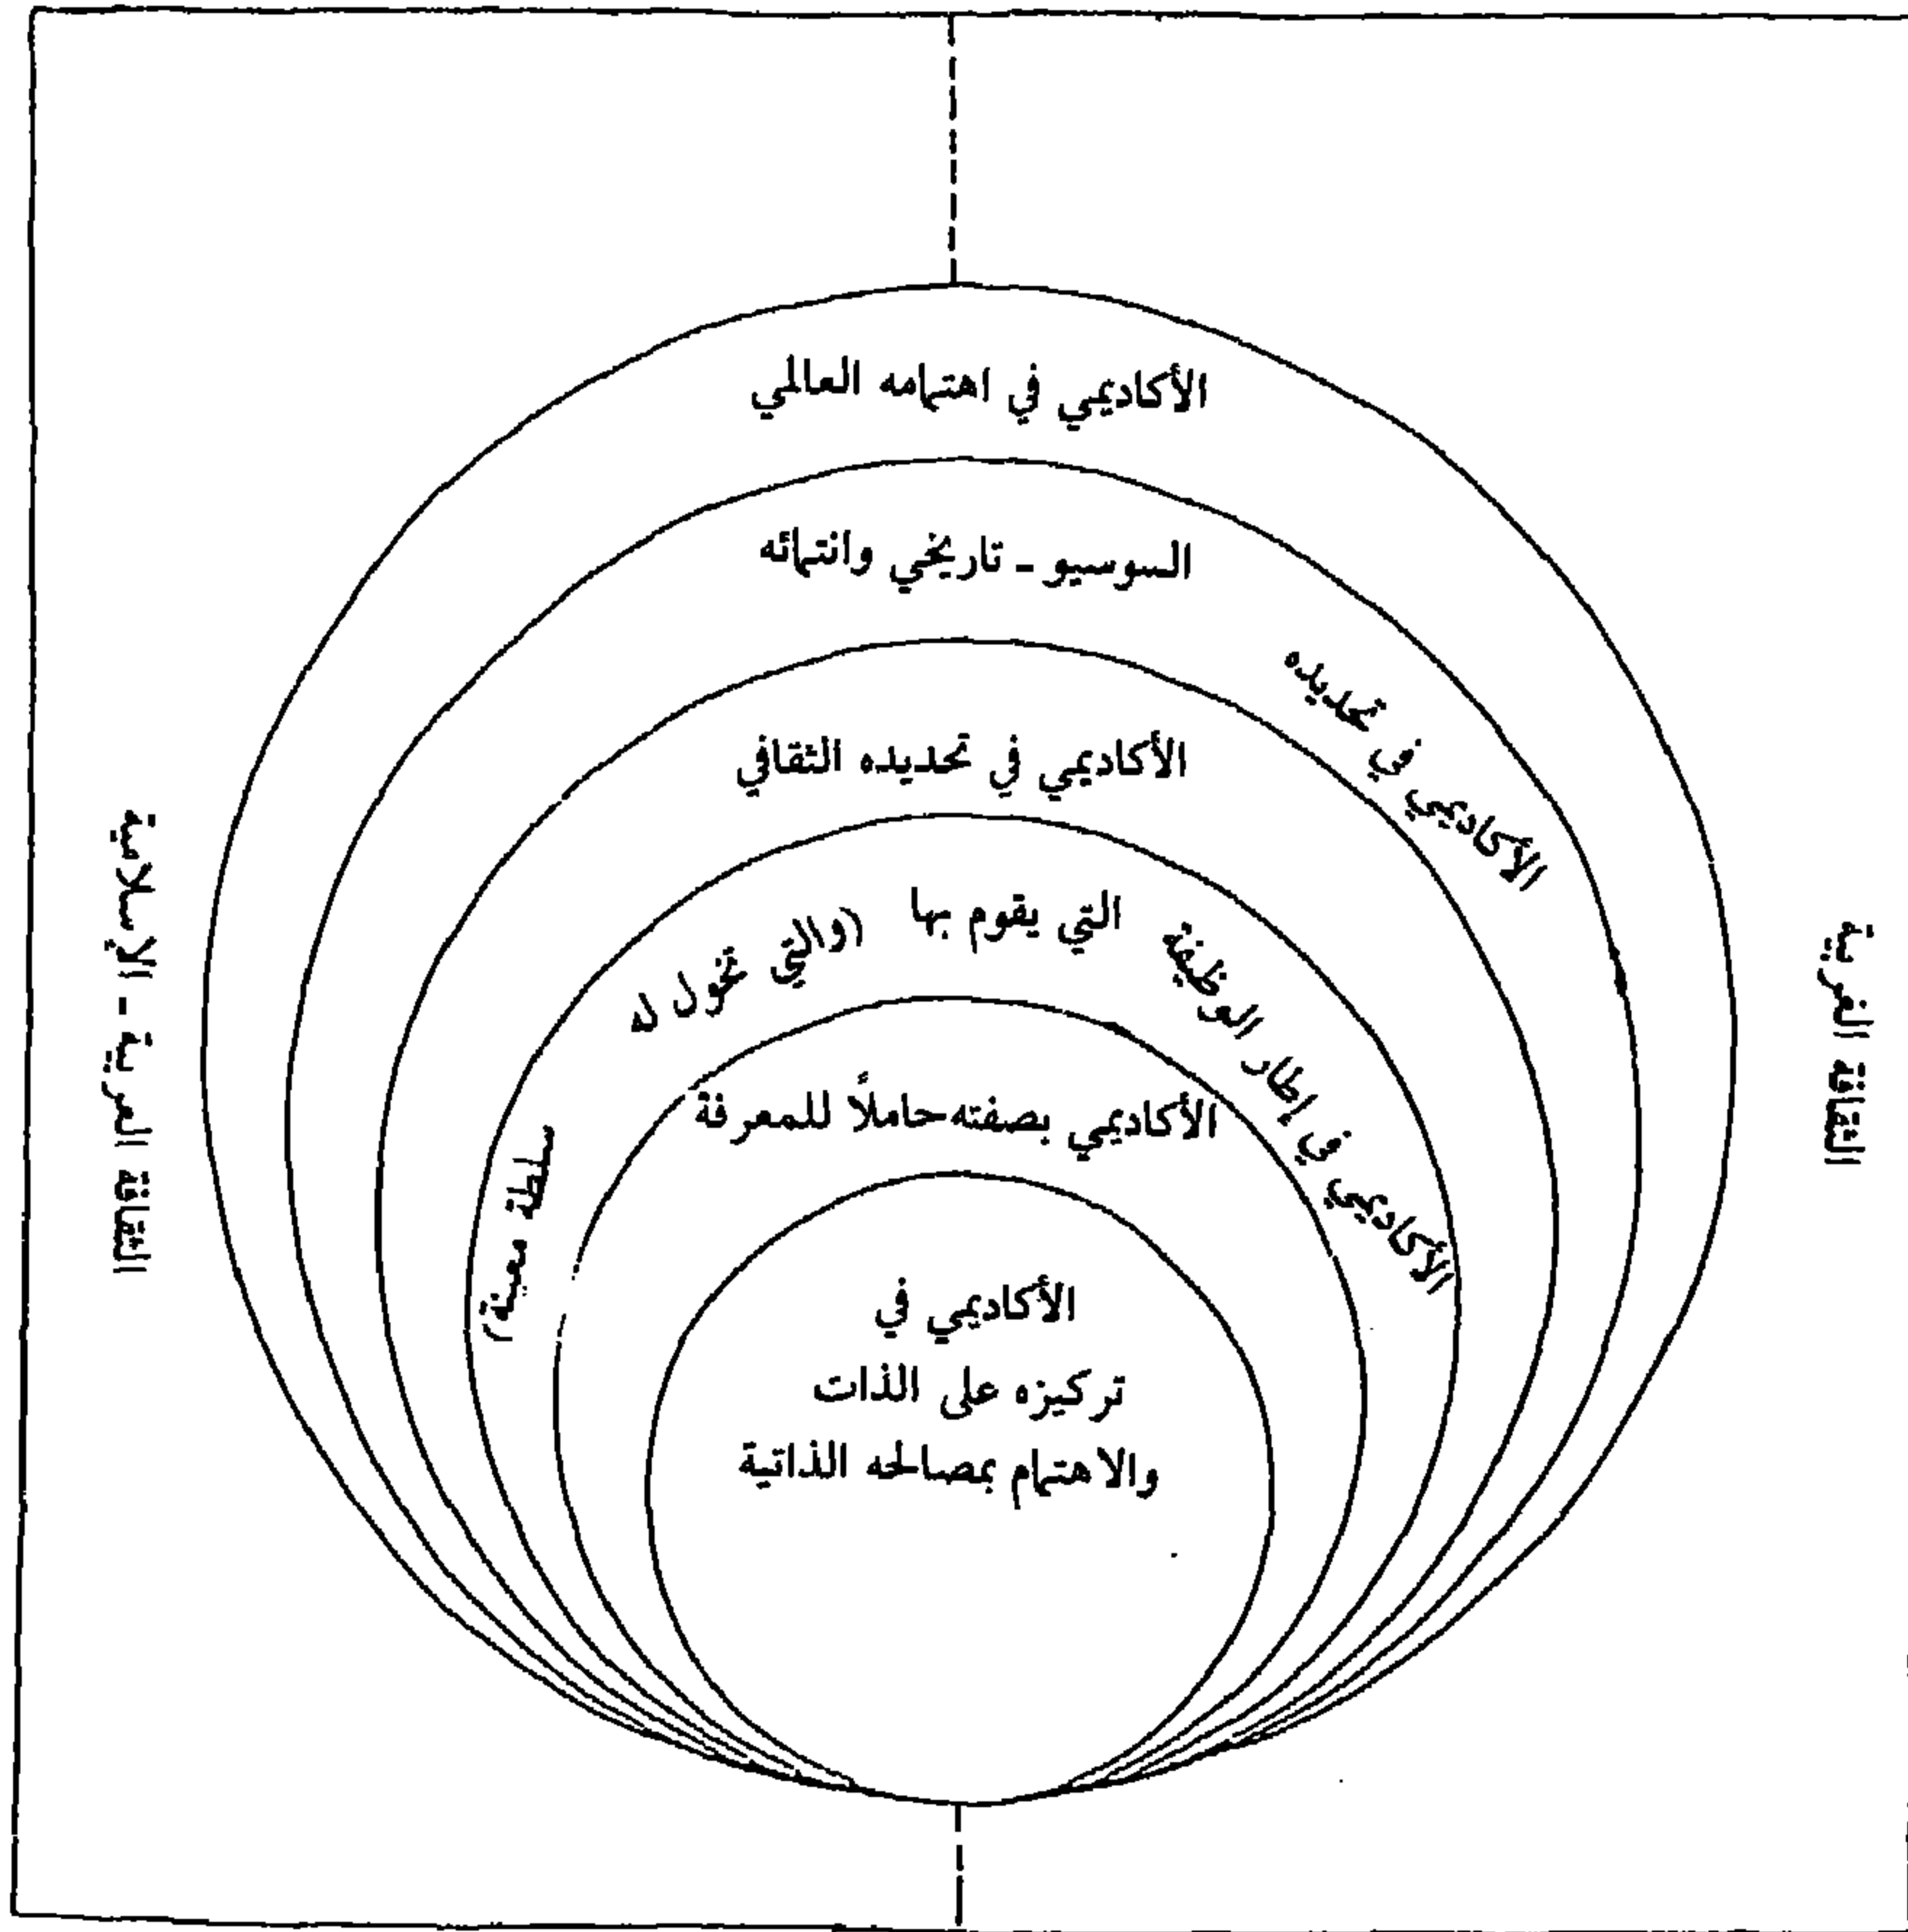 الأكاديمي في اهتمامه العالمي
الأكاديمي في تحديده السوسيو - تاريخي وانتمائه
الأكاديمي في تحديده الثقافي
الأكاديمي في إطار الوظيفة التي يقوم بها (والتي تخول له سلطة معينة)
الأكاديمي بصفته حاملاً للمعرفة
الأكاديمي في
تركيزه على الذات
والاهتمام بمصالحه الذاتية
الثقافة الغربية
الثقافة العربية - الإسلامية